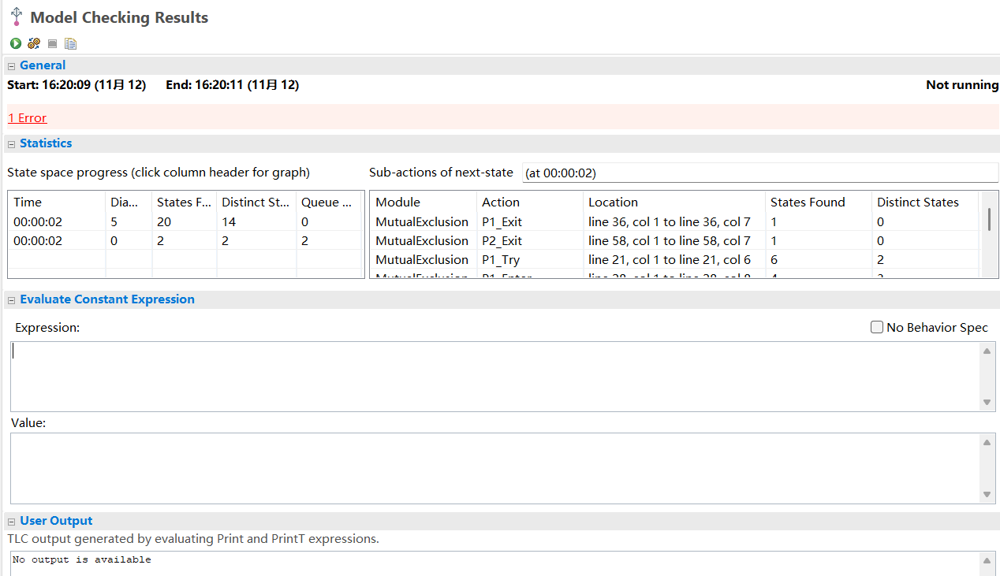 Model Checking Results
General
Start: 16:20:09 (11月 12) End: 16:20:11 (11月 12) Not running
1 Error
Statistics
State space progress (click column header for graph) Sub-actions of next-state (at 00:00:02)
Time Dia... States F... Distinct St... Queue ... Module Action Location States Found Distinct States
00:00:02 5 20 14 0 MutualExclusion P1_Exit line 36, col 1 to line 36, col 7 1 0
00:00:02 0 2 2 2 MutualExclusion P2_Exit line 58, col 1 to line 58, col 7 1 0
MutualExclusion P1_Try line 21, col 1 to line 21, col 6 6 2
Evaluate Constant Expression
Expression: No Behavior Spec
Value:
User Output
TLC output generated by evaluating Print and PrintT expressions.
No output is available